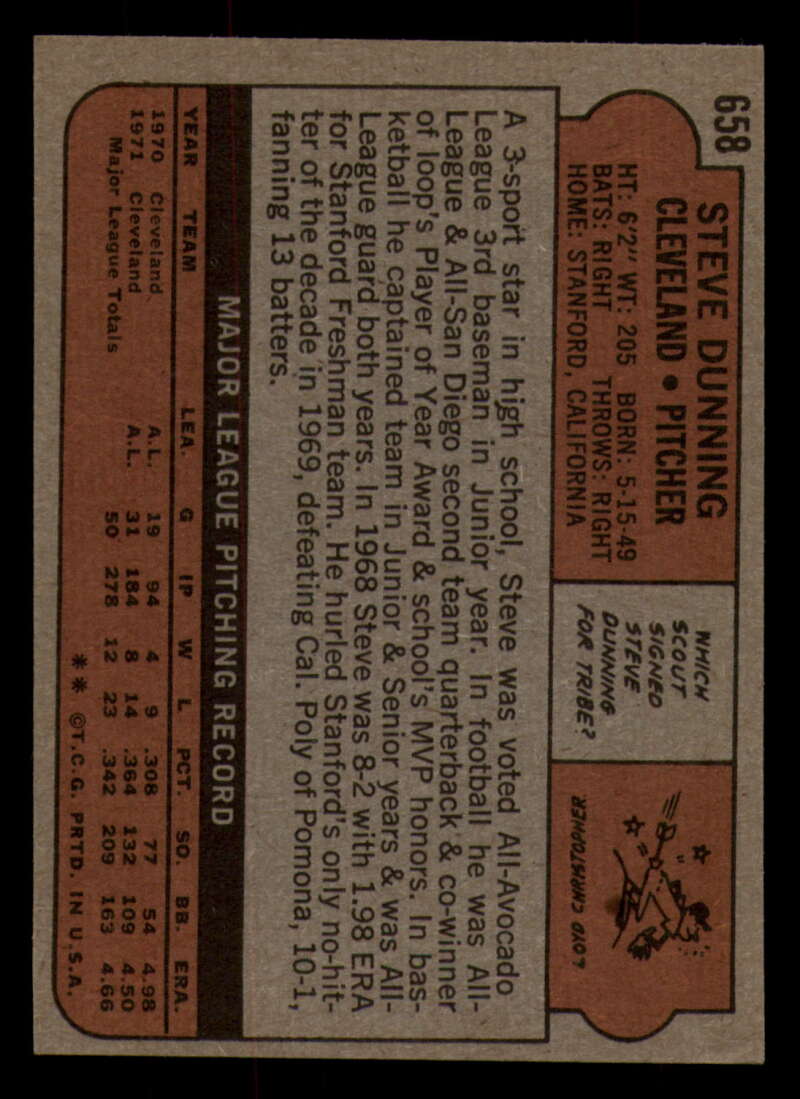 658
STEVE DUNNING
CLEVELAND • PITCHER
HT: 6'2" WT: 205 BORN: 5-15-49
BATS: RIGHT THROWS: RIGHT
HOME: STANFORD, CALIFORNIA
WHICH
SCOUT
SIGNED
STEVE
DUNNING
FOR TRIBE?
LOYD CHRISTOPHER
A 3-sport star in high school, Steve was voted All-Avocado
League 3rd baseman in Junior year. In football he was All-
League & All-San Diego second team quarterback & co-winner
of loop's Player of Year Award & school's MVP honors. In bas-
ketball he captained team in Junior & Senior years & was All-
League guard both years. In 1968 Steve was 8-2 with 1.98 ERA
for Stanford Freshman team. He hurled Stanford's only no-hit-
ter of the decade in 1969, defeating Cal. Poly of Pomona, 10-1,
fanning 13 batters.
MAJOR LEAGUE PITCHING RECORD
YEAR TEAM LEA. G IP W L PCT. SO. BB. ERA.
1970 Cleveland A.L. 19 94 4 9 .308 77 54 4.98
1971 Cleveland A.L. 31 184 8 14 .364 132 109 4.50
Major League Totals 50 278 12 23 .342 209 163 4.66
** ©T.C.G. PRTD. IN U.S.A.